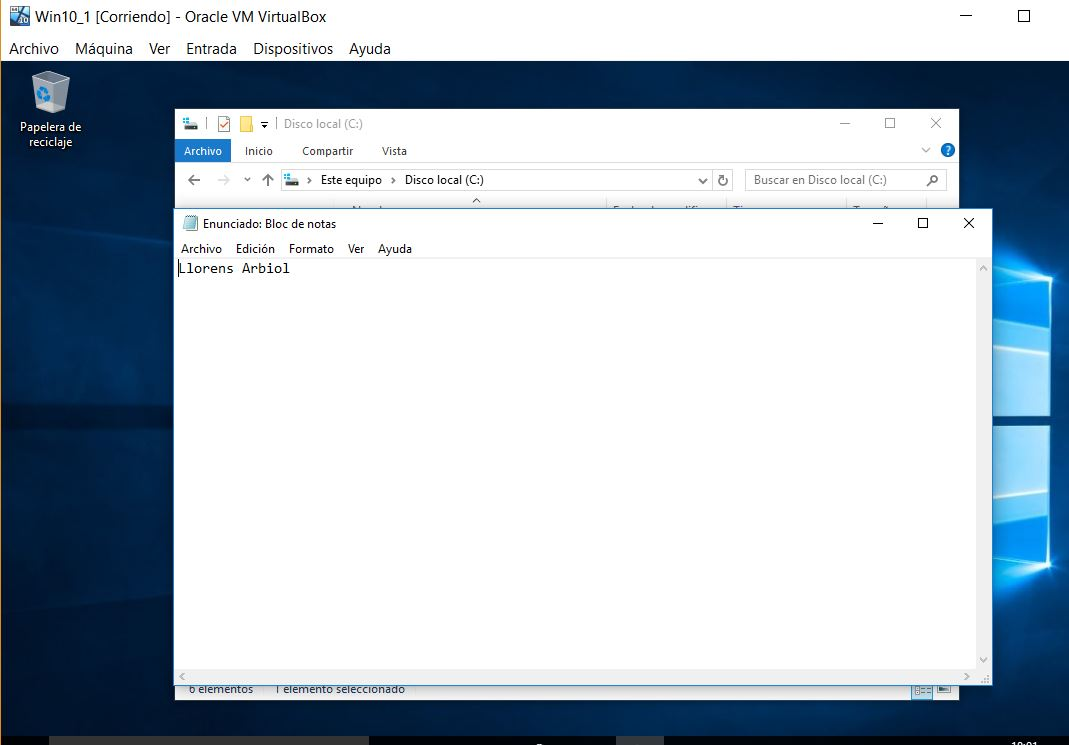 Win10_1 [Corriendo] - Oracle VM VirtualBox
Archivo Máquina Ver Entrada Dispositivos Ayuda
Papelera de
reciclaje
Disco local (C:)
Archivo Inicio Compartir Vista
Este equipo > Disco local (C:)
Buscar en Disco local (C:)
Enunciado: Bloc de notas
Archivo Edición Formato Ver Ayuda
Llorens Arbiol
6 elementos 1 elemento seleccionado